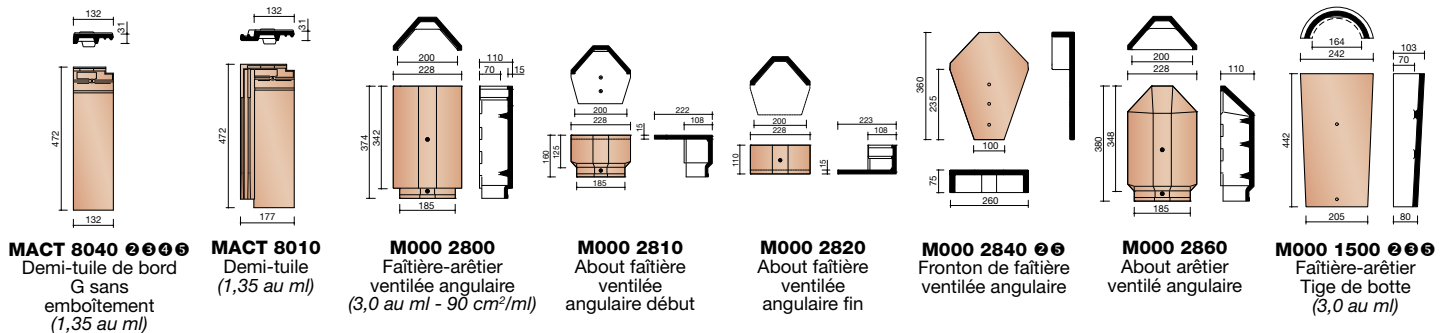 132
31
472
132
MACT 8040 ❷❸❹❺
Demi-tuile de bord
G sans
emboîtement
(1,35 au ml)
132
31
472
177
MACT 8010
Demi-tuile
(1,35 au ml)
200
228
110
70
15
374
342
185
M000 2800
Faîtière-arêtier
ventilée angulaire
(3,0 au ml - 90 cm²/ml)
200
228
222
108
15
160
125
185
M000 2810
About faîtière
ventilée
angulaire début
200
228
223
108
110
15
M000 2820
About faîtière
ventilée
angulaire fin
360
235
100
75
260
M000 2840 ❷❺
Fronton de faîtière
ventilée angulaire
200
228
110
380
348
185
M000 2860
About arêtier
ventilé angulaire
164
242
103
70
442
205
80
M000 1500 ❷❸❺
Faîtière-arêtier
Tige de botte
(3,0 au ml)